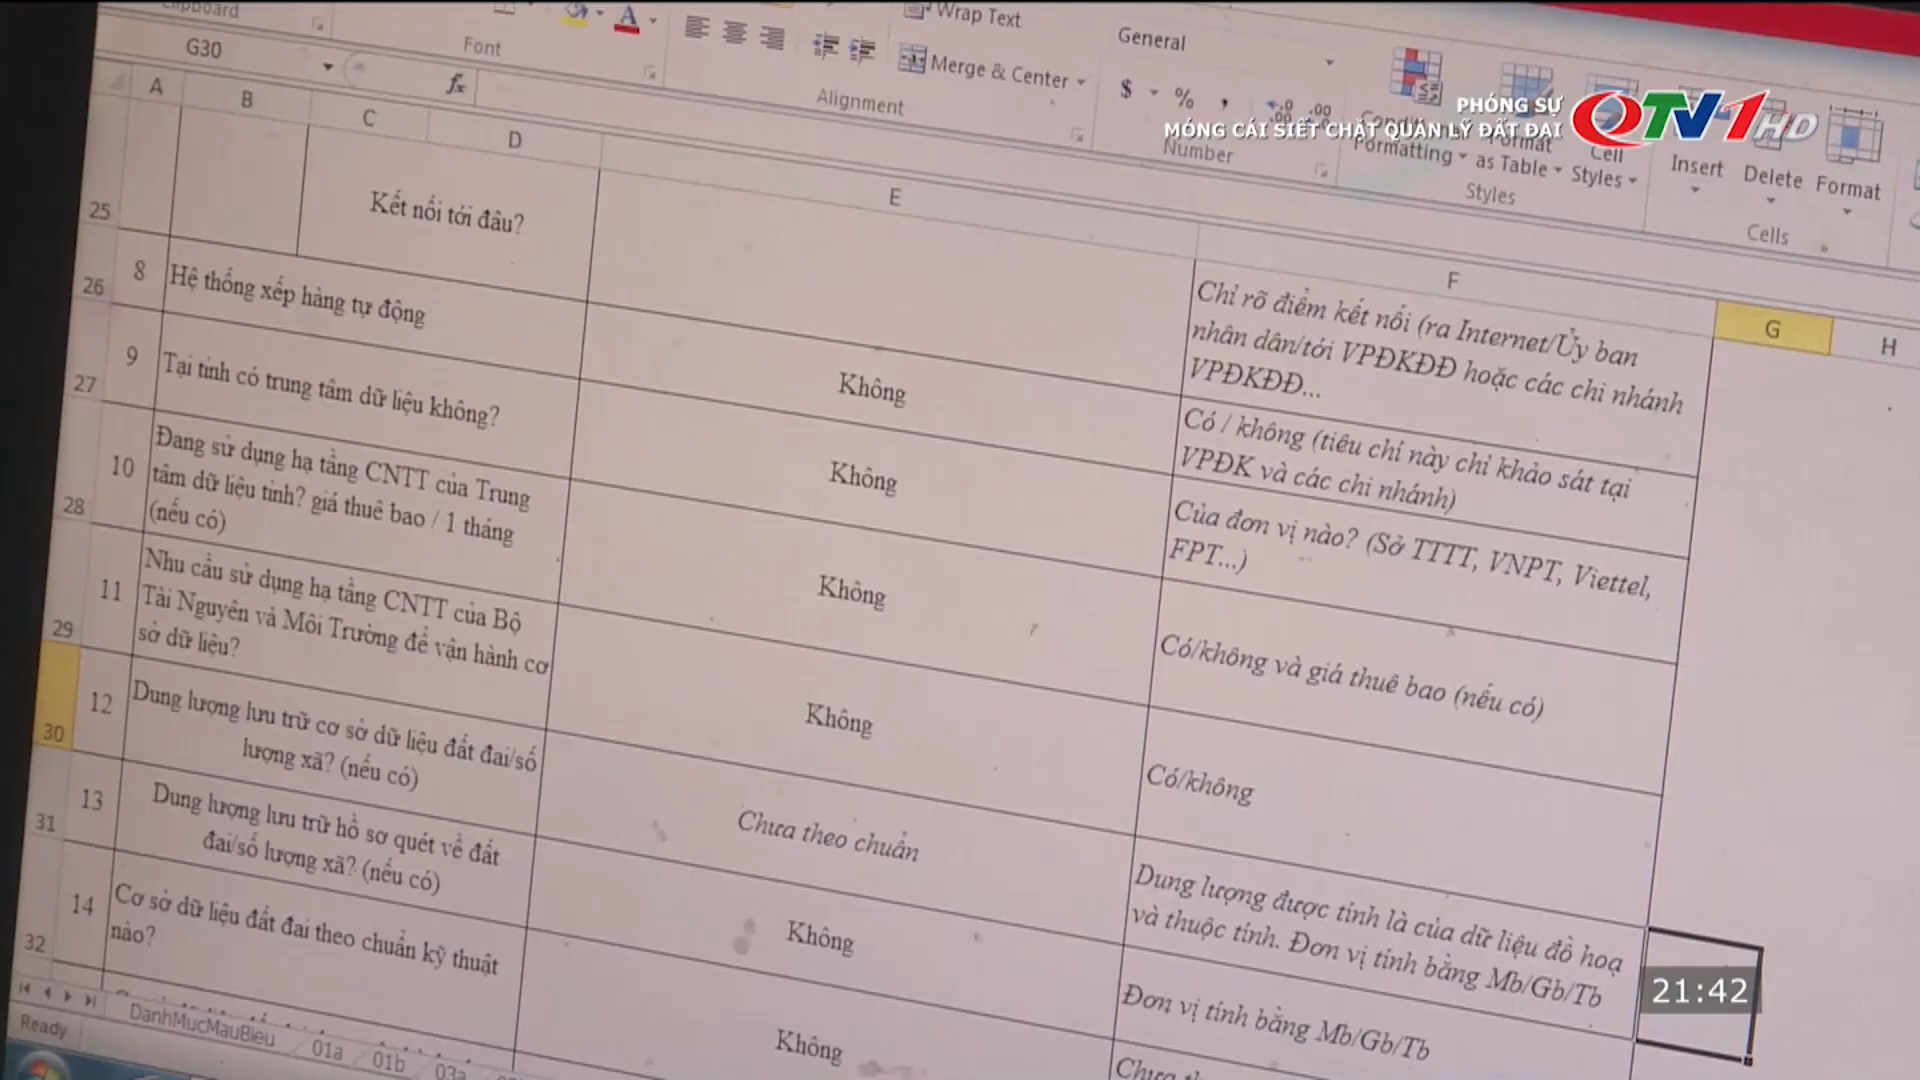 Clipboard
Font
Alignment
Wrap Text
Merge & Center
General
$ % ,
Number
Formatting
Format
as Table
Cell
Styles
Styles
Insert
Delete
Format
Cells
PHÓNG SỰ
MÓNG CÁI SIẾT CHẶT QUẢN LÝ ĐẤT ĐAI
QTV1HD
G30
fx
A B C D E F G H
25
Kết nối tới đâu?
Chỉ rõ điểm kết nối (ra Internet/Ủy ban
nhân dân/tới VPĐKĐĐ hoặc các chi nhánh
VPĐKĐĐ...
26
8
Hệ thống xếp hàng tự động
Không
Có / không (tiêu chí này chỉ khảo sát tại
VPĐK và các chi nhánh)
27
9
Tại tỉnh có trung tâm dữ liệu không?
Không
Của đơn vị nào? (Sở TTTT, VNPT, Viettel,
FPT...)
28
10
Đang sử dụng hạ tầng CNTT của Trung
tâm dữ liệu tỉnh? giá thuê bao / 1 tháng
(nếu có)
Không
Có/không và giá thuê bao (nếu có)
29
11
Nhu cầu sử dụng hạ tầng CNTT của Bộ
Tài Nguyên và Môi Trường để vận hành cơ
sở dữ liệu?
Không
Có/không
30
12
Dung lượng lưu trữ cơ sở dữ liệu đất đai/số
lượng xã? (nếu có)
Chưa theo chuẩn
Dung lượng được tính là của dữ liệu đồ hoạ
và thuộc tính. Đơn vị tính bằng Mb/Gb/Tb
31
13
Dung lượng lưu trữ hồ sơ quét về đất
đai/số lượng xã? (nếu có)
Không
Đơn vị tính bằng Mb/Gb/Tb
32
14
Cơ sở dữ liệu đất đai theo chuẩn kỹ thuật
nào?
Không
Chưa
21:42
DanhMucMauBieu
01a
01b
03a
Ready